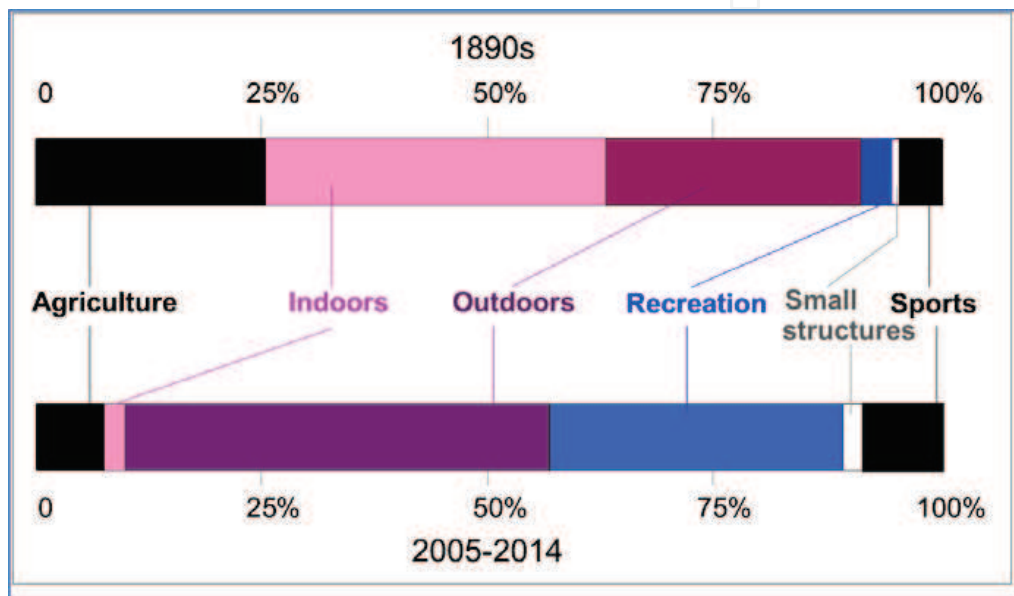 1890s
0 25% 50% 75% 100%
Agriculture Indoors Outdoors Recreation Small structures Sports
0 25% 50% 75% 100%
2005-2014